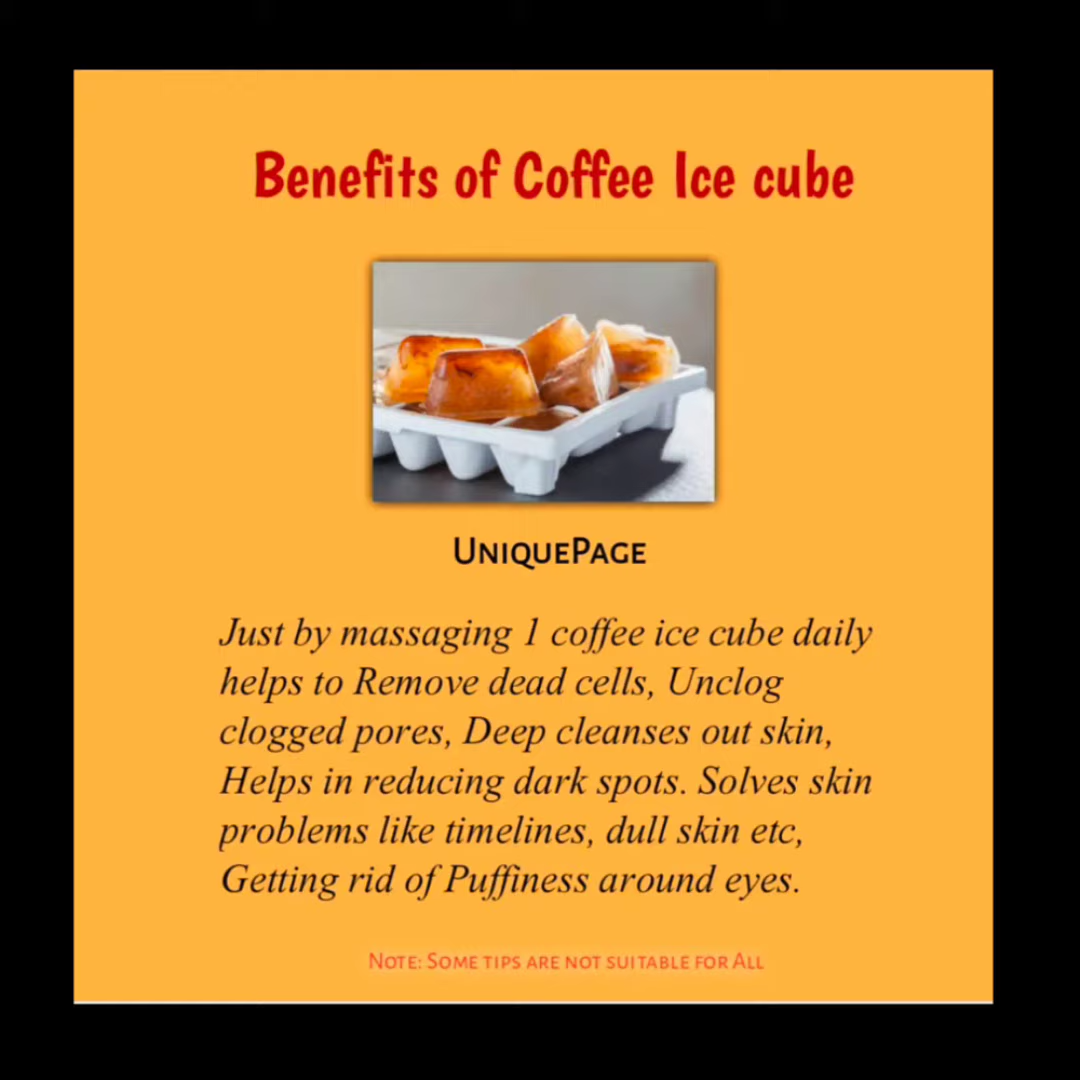 Benefits of Coffee Ice cube
UniquePage
Just by massaging 1 coffee ice cube daily
helps to Remove dead cells, Unclog
clogged pores, Deep cleanses out skin,
Helps in reducing dark spots. Solves skin
problems like timelines, dull skin etc,
Getting rid of Puffiness around eyes.
Note: Some tips are not suitable for All